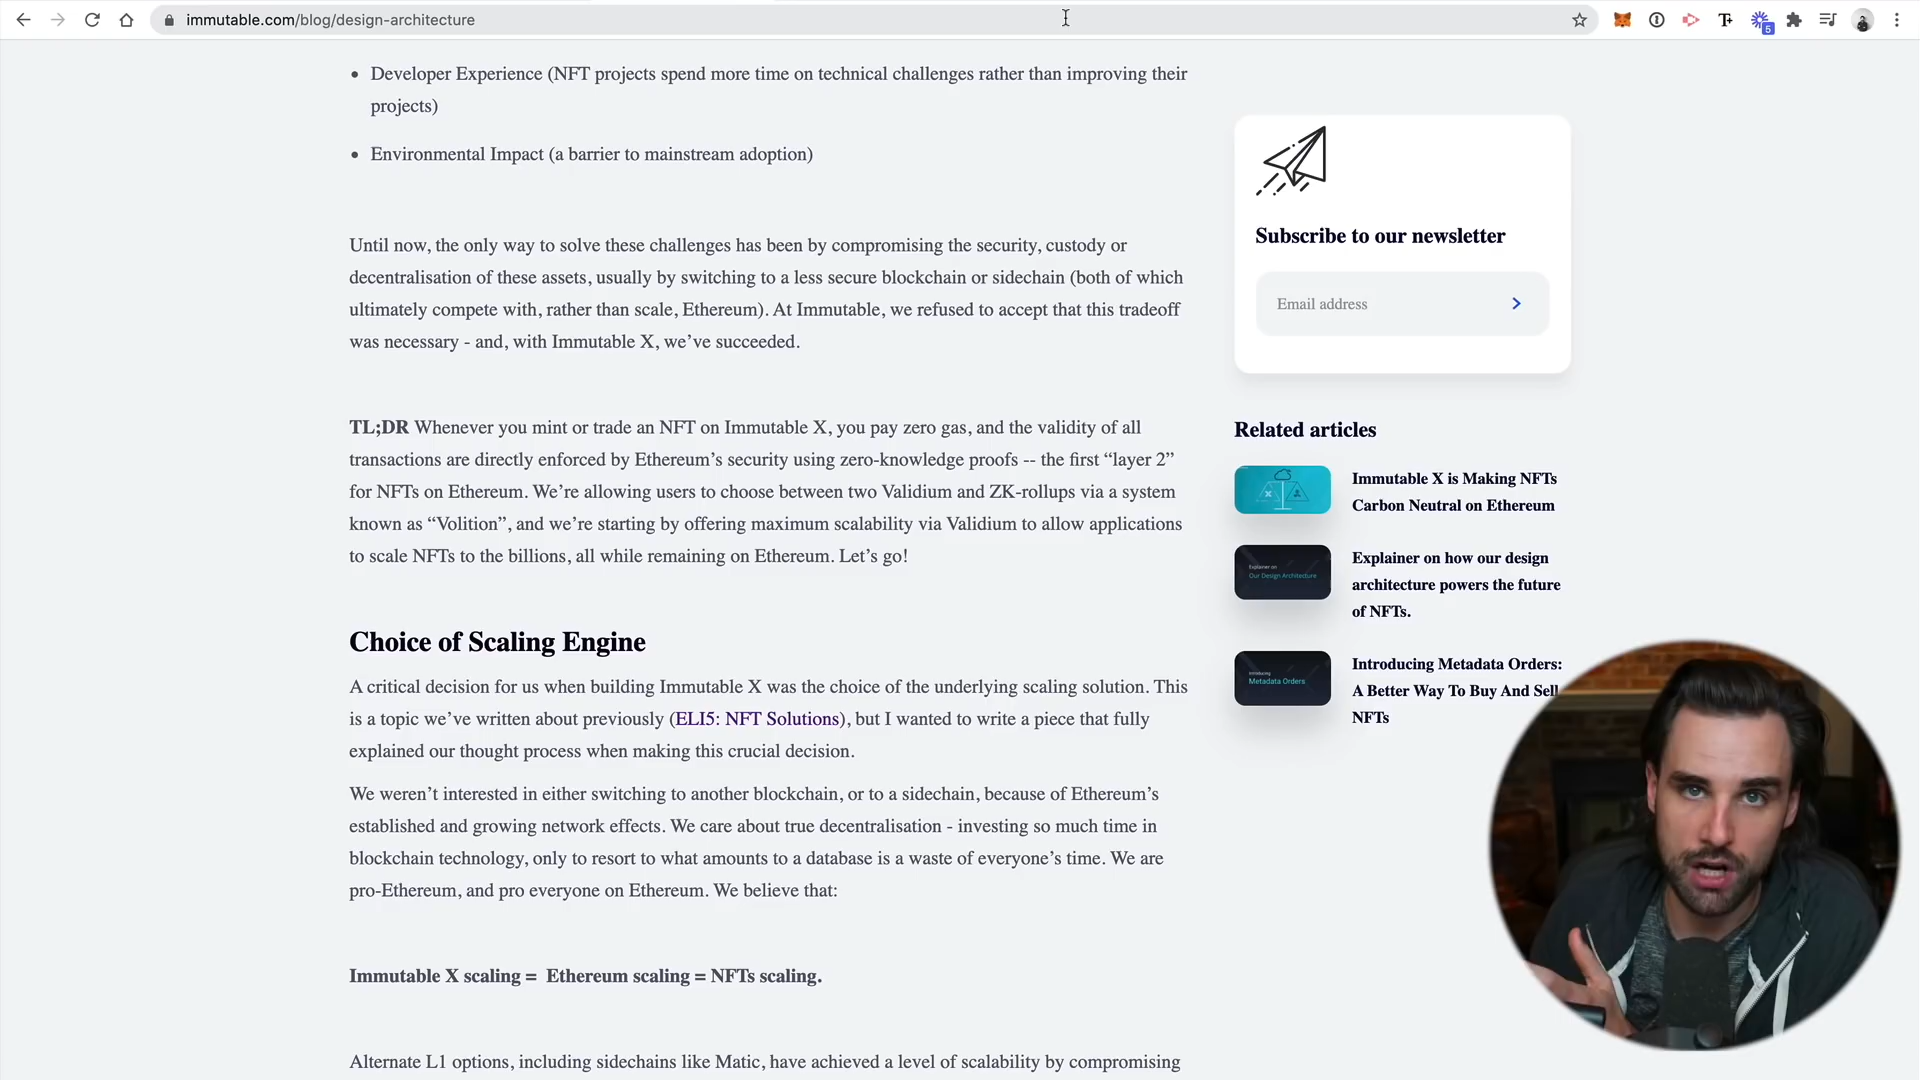 immutable.com/blog/design-architecture
5
• Developer Experience (NFT projects spend more time on technical challenges rather than improving their
projects)
• Environmental Impact (a barrier to mainstream adoption)
Until now, the only way to solve these challenges has been by compromising the security, custody or
decentralisation of these assets, usually by switching to a less secure blockchain or sidechain (both of which
ultimately compete with, rather than scale, Ethereum). At Immutable, we refused to accept that this tradeoff
was necessary - and, with Immutable X, we’ve succeeded.
TL;DR Whenever you mint or trade an NFT on Immutable X, you pay zero gas, and the validity of all
transactions are directly enforced by Ethereum’s security using zero-knowledge proofs -- the first “layer 2”
for NFTs on Ethereum. We’re allowing users to choose between two Validium and ZK-rollups via a system
known as “Volition”, and we’re starting by offering maximum scalability via Validium to allow applications
to scale NFTs to the billions, all while remaining on Ethereum. Let’s go!
Choice of Scaling Engine
A critical decision for us when building Immutable X was the choice of the underlying scaling solution. This
is a topic we’ve written about previously (ELI5: NFT Solutions), but I wanted to write a piece that fully
explained our thought process when making this crucial decision.
We weren’t interested in either switching to another blockchain, or to a sidechain, because of Ethereum’s
established and growing network effects. We care about true decentralisation - investing so much time in
blockchain technology, only to resort to what amounts to a database is a waste of everyone’s time. We are
pro-Ethereum, and pro everyone on Ethereum. We believe that:
Immutable X scaling = Ethereum scaling = NFTs scaling.
Alternate L1 options, including sidechains like Matic, have achieved a level of scalability by compromising
Subscribe to our newsletter
Email address
Related articles
Immutable X is Making NFTs
Carbon Neutral on Ethereum
Explainer on
Our Design Architecture
Explainer on how our design
architecture powers the future
of NFTs.
Introducing
Metadata Orders
Introducing Metadata Orders:
A Better Way To Buy And Sell
NFTs